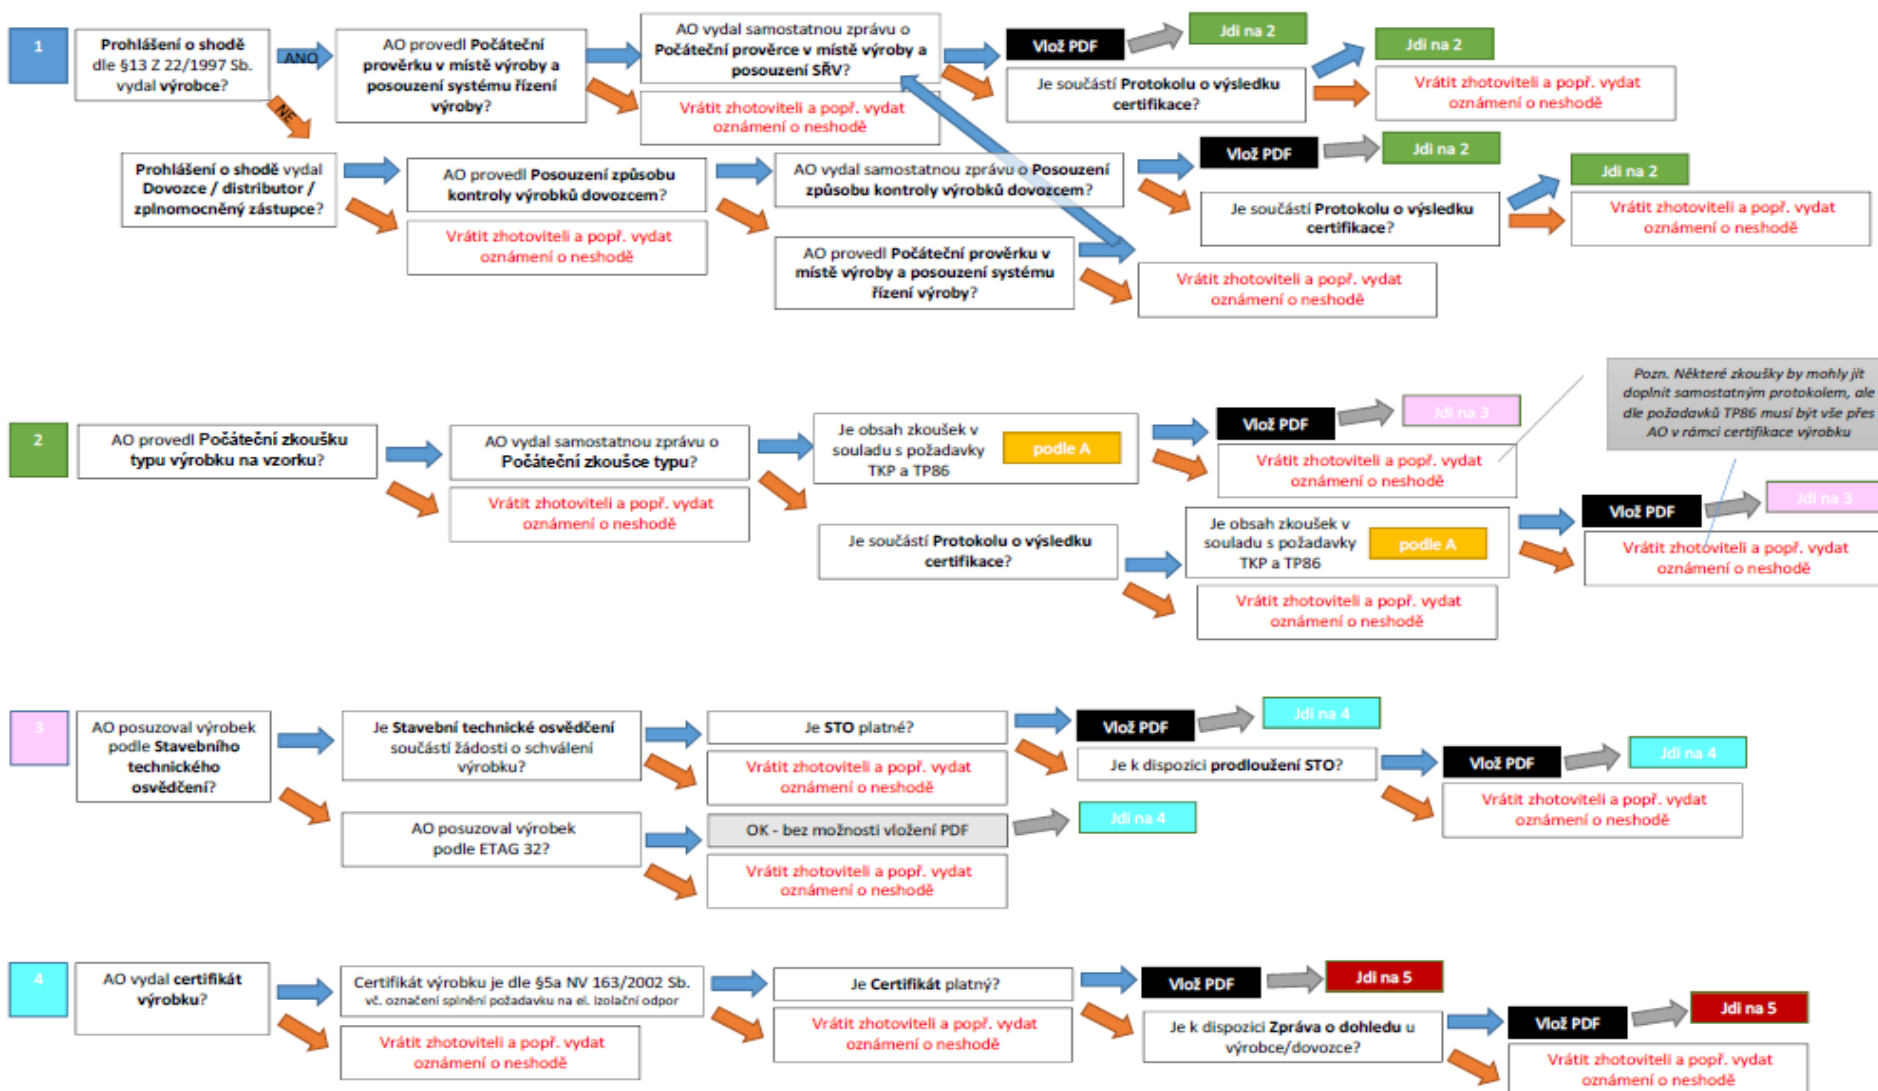 1
Prohlášení o shodě
dle §13 Z 22/1997 Sb.
vydal výrobce?
ANO
NE
AO provedl Počáteční
prověrku v místě výroby a
posouzení systému řízení
výroby?
AO vydal samostatnou zprávu o
Počáteční prověrce v místě výroby a
posouzení SŘV?
Vrátit zhotoviteli a popř. vydat
oznámení o neshodě
Vlož PDF
Jdi na 2
Je součástí Protokolu o výsledku
certifikace?
Jdi na 2
Vrátit zhotoviteli a popř. vydat
oznámení o neshodě
Prohlášení o shodě vydal
Dovozce / distributor /
zplnomocněný zástupce?
AO provedl Posouzení způsobu
kontroly výrobků dovozcem?
Vrátit zhotoviteli a popř. vydat
oznámení o neshodě
AO vydal samostatnou zprávu o Posouzení
způsobu kontroly výrobků dovozcem?
Vlož PDF
Jdi na 2
Je součástí Protokolu o výsledku
certifikace?
Jdi na 2
Vrátit zhotoviteli a popř. vydat
oznámení o neshodě
AO provedl Počáteční prověrku v
místě výroby a posouzení systému
řízení výroby?
Vrátit zhotoviteli a popř. vydat
oznámení o neshodě
2
AO provedl Počáteční zkoušku
typu výrobku na vzorku?
AO vydal samostatnou zprávu o
Počáteční zkoušce typu?
Vrátit zhotoviteli a popř. vydat
oznámení o neshodě
Je obsah zkoušek v
souladu s požadavky
TKP a TP86
podle A
Vlož PDF
Jdi na 3
Vrátit zhotoviteli a popř. vydat
oznámení o neshodě
Pozn. Některé zkoušky by mohly jít
doplnit samostatným protokolem, ale
dle požadavků TP86 musí být vše přes
AO v rámci certifikace výrobku
Je součástí Protokolu o výsledku
certifikace?
Je obsah zkoušek v
souladu s požadavky
TKP a TP86
podle A
Vlož PDF
Jdi na 3
Vrátit zhotoviteli a popř. vydat
oznámení o neshodě
Vrátit zhotoviteli a popř. vydat
oznámení o neshodě
3
AO posuzoval výrobek
podle Stavebního
technického
osvědčení?
Je Stavební technické osvědčení
součástí žádosti o schválení
výrobku?
Je STO platné?
Vrátit zhotoviteli a popř. vydat
oznámení o neshodě
Vlož PDF
Jdi na 4
Je k dispozici prodloužení STO?
Vlož PDF
Jdi na 4
Vrátit zhotoviteli a popř. vydat
oznámení o neshodě
AO posuzoval výrobek
podle ETAG 32?
OK - bez možnosti vložení PDF
Jdi na 4
Vrátit zhotoviteli a popř. vydat
oznámení o neshodě
4
AO vydal certifikát
výrobku?
Certifikát výrobku je dle §5a NV 163/2002 Sb.
vč. označení splnění požadavku na el. izolační odpor
Vrátit zhotoviteli a popř. vydat
oznámení o neshodě
Je Certifikát platný?
Vrátit zhotoviteli a popř. vydat
oznámení o neshodě
Vlož PDF
Jdi na 5
Je k dispozici Zpráva o dohledu u
výrobce/dovozce?
Vlož PDF
Jdi na 5
Vrátit zhotoviteli a popř. vydat
oznámení o neshodě